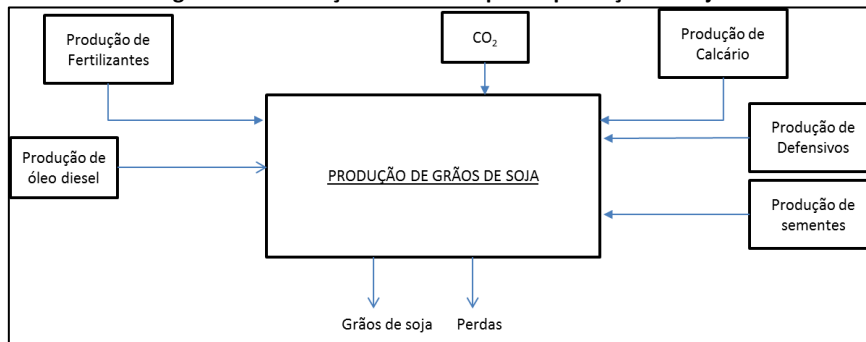 Produção de
Fertilizantes
CO₂
Produção de
Calcário
Produção de
óleo diesel
PRODUÇÃO DE GRÃOS DE SOJA
Produção de
Defensivos
Produção de
sementes
Grãos de soja
Perdas